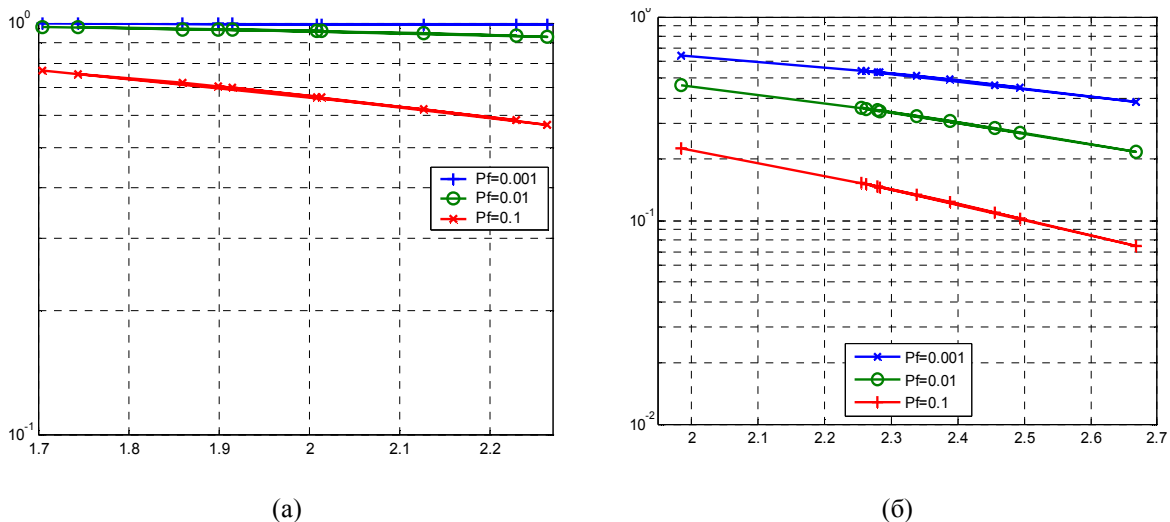 10^0
Pf=0.001
Pf=0.01
Pf=0.1
10^-1
1.7 1.8 1.9 2 2.1 2.2
(а)
10^0
10^-1
Pf=0.001
Pf=0.01
Pf=0.1
10^-2
2 2.1 2.2 2.3 2.4 2.5 2.6 2.7
(б)